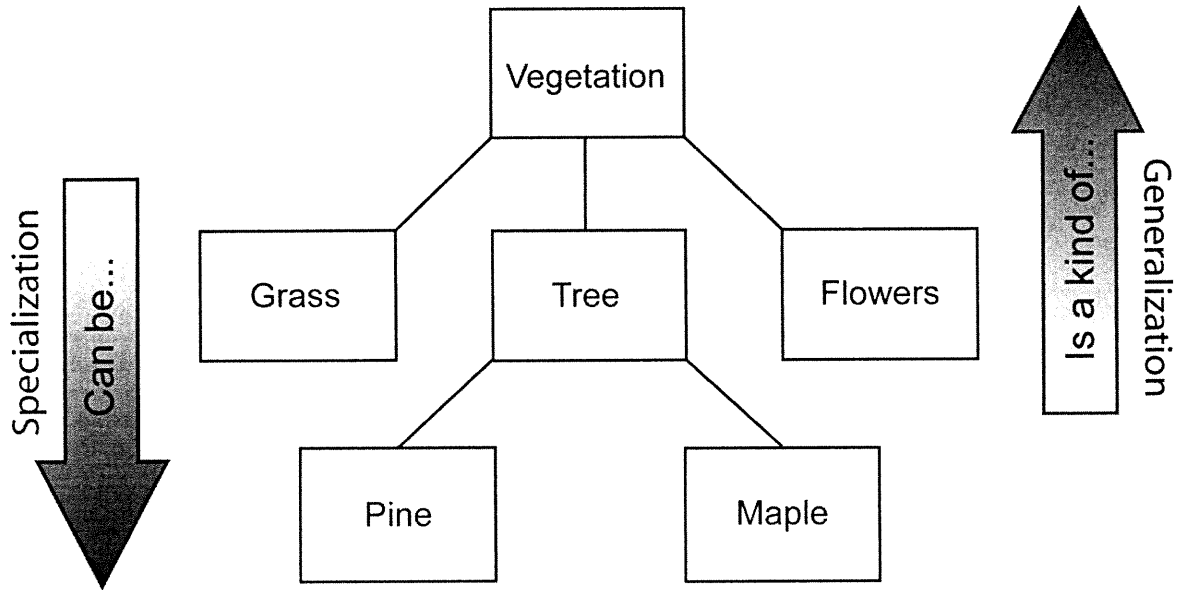 Vegetation
Grass
Tree
Flowers
Pine
Maple
Specialization
Can be...
Is a kind of....
Generalization